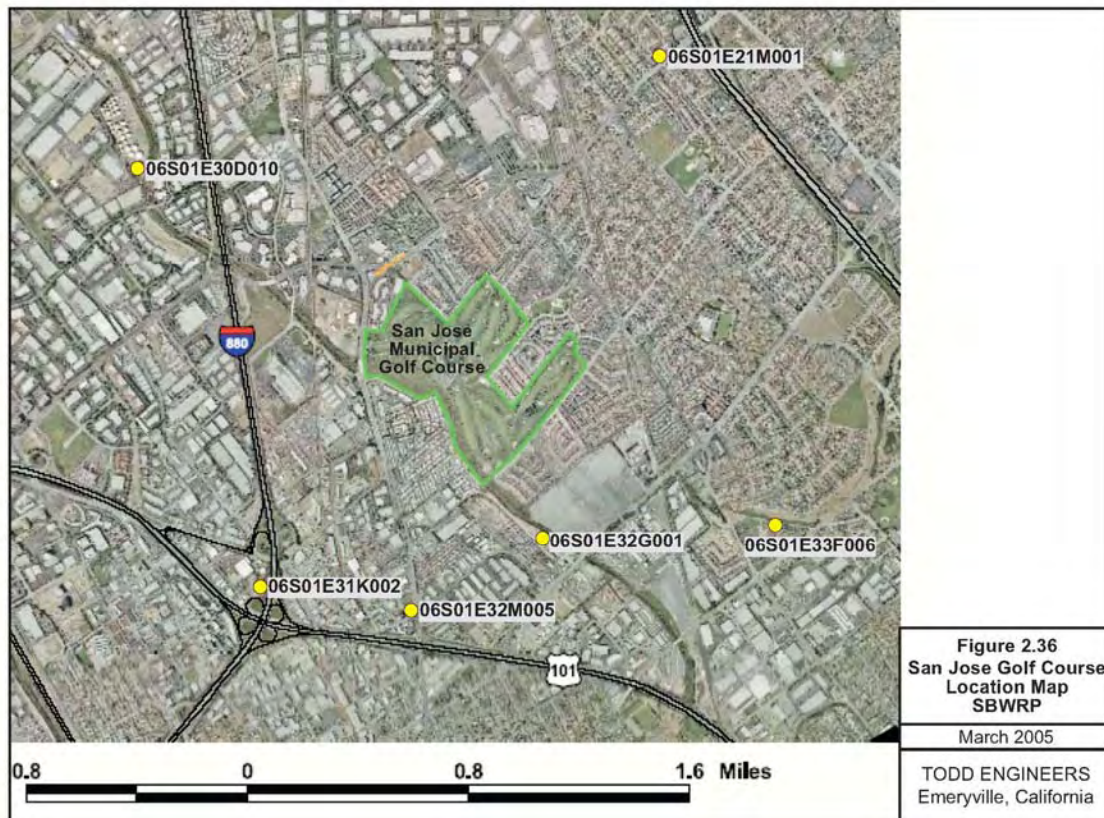 06S01E21M001
06S01E30D010
San Jose
Municipal
Golf Course
880
06S01E32G001
06S01E33F006
06S01E31K002
06S01E32M005
101
Figure 2.36
San Jose Golf Course
Location Map
SBWRP
March 2005
TODD ENGINEERS
Emeryville, California
0.8 0 0.8 1.6 Miles